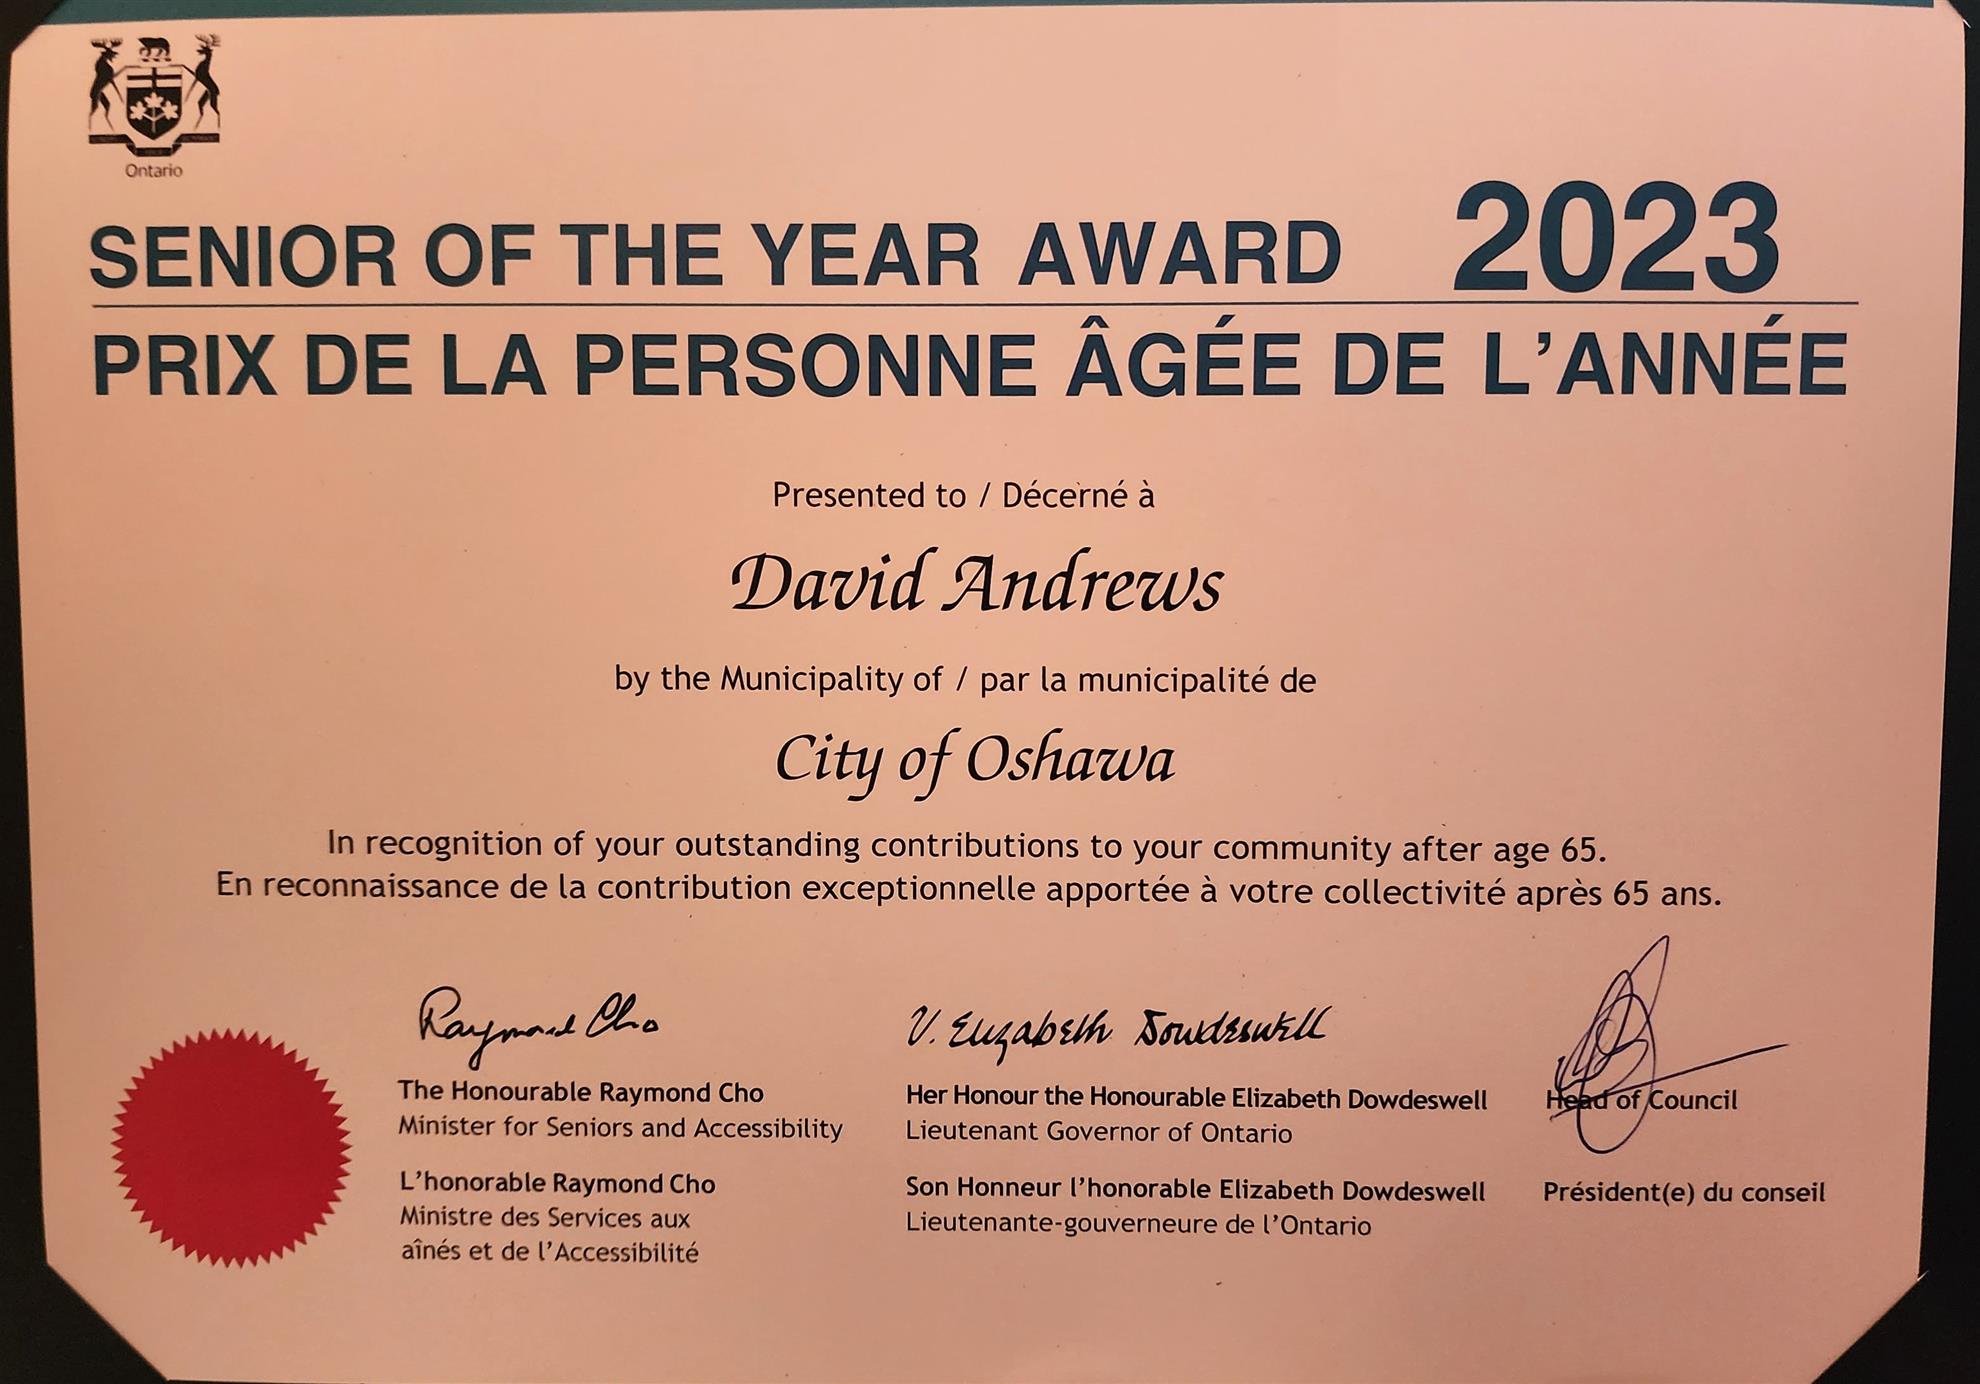 Ontario
SENIOR OF THE YEAR AWARD 2023
PRIX DE LA PERSONNE ÂGÉE DE L'ANNÉE
Presented to / Décerné à
David Andrews
by the Municipality of / par la municipalité de
City of Oshawa
In recognition of your outstanding contributions to your community after age 65.
En reconnaissance de la contribution exceptionnelle apportée à votre collectivité après 65 ans.
Raymond Cho
The Honourable Raymond Cho
Minister for Seniors and Accessibility
L'honorable Raymond Cho
Ministre des Services aux
aînés et de l'Accessibilité
V. Elizabeth Dowdeswell
Her Honour the Honourable Elizabeth Dowdeswell
Lieutenant Governor of Ontario
Son Honneur l'honorable Elizabeth Dowdeswell
Lieutenante-gouverneure de l'Ontario
Head of Council
Président(e) du conseil